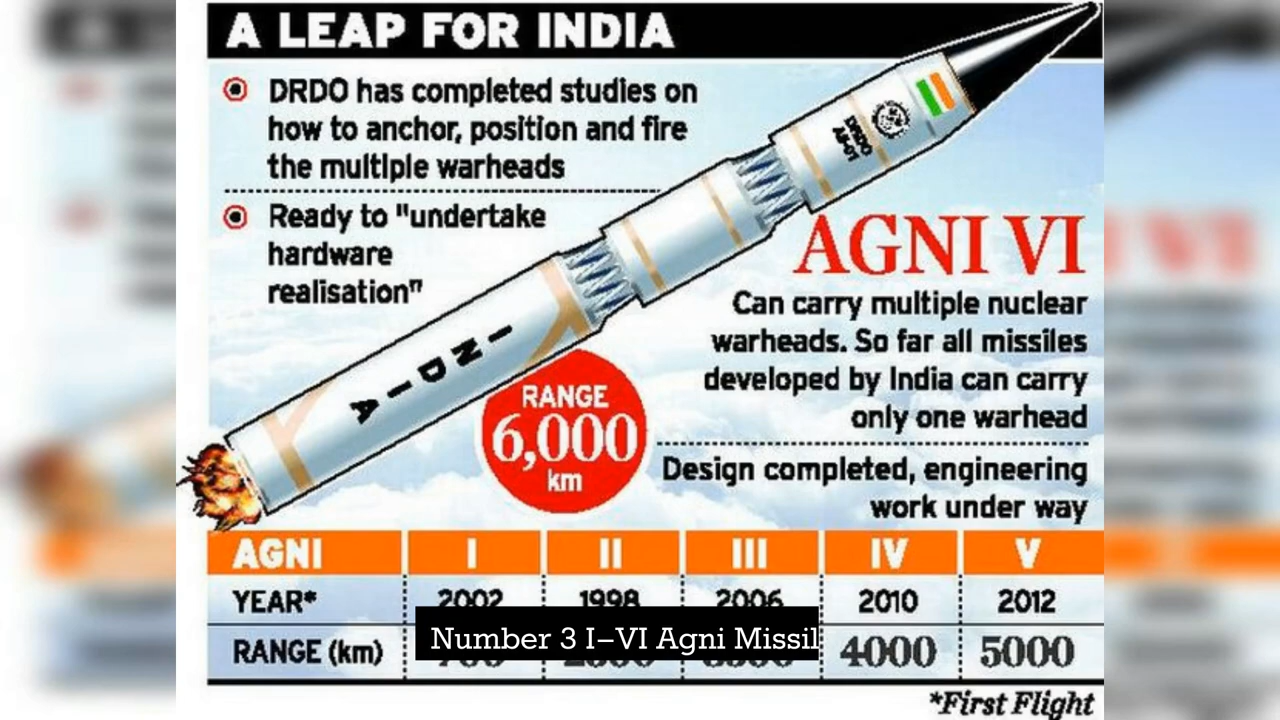 A LEAP FOR INDIA
DRDO has completed studies on
how to anchor, position and fire
the multiple warheads
Ready to "undertake
hardware
realisation"
DRDO
INDIA
AGNI VI
Can carry multiple nuclear
warheads. So far all missiles
developed by India can carry
only one warhead
RANGE
6,000
km
Design completed, engineering
work under way
AGNI I II III IV V
YEAR* 2002 1998 2006 2010 2012
RANGE (km) 4000 5000
Number 3 I–VI Agni Missil
*First Flight